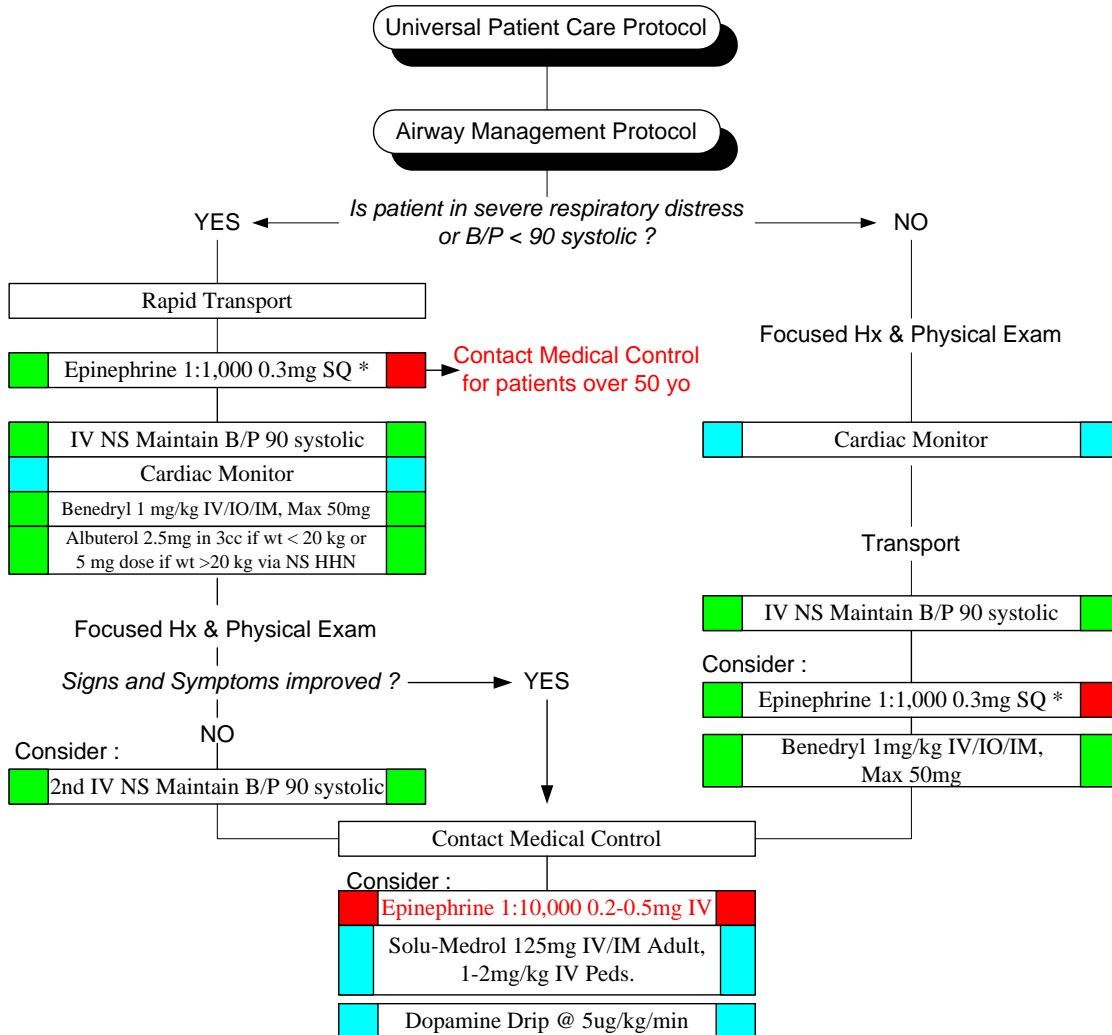 Universal Patient Care Protocol
Airway Management Protocol
Is patient in severe respiratory distress
or B/P < 90 systolic ?
YES
NO
Rapid Transport
Epinephrine 1:1,000 0.3mg SQ *
Contact Medical Control
for patients over 50 yo
IV NS Maintain B/P 90 systolic
Cardiac Monitor
Benedryl 1 mg/kg IV/IO/IM, Max 50mg
Albuterol 2.5mg in 3cc if wt < 20 kg or
5 mg dose if wt >20 kg via NS HHN
Focused Hx & Physical Exam
Signs and Symptoms improved ?
YES
NO
Consider :
2nd IV NS Maintain B/P 90 systolic
Focused Hx & Physical Exam
Cardiac Monitor
Transport
IV NS Maintain B/P 90 systolic
Consider :
Epinephrine 1:1,000 0.3mg SQ *
Benedryl 1mg/kg IV/IO/IM,
Max 50mg
Contact Medical Control
Consider :
Epinephrine 1:10,000 0.2-0.5mg IV
Solu-Medrol 125mg IV/IM Adult,
1-2mg/kg IV Peds.
Dopamine Drip @ 5ug/kg/min